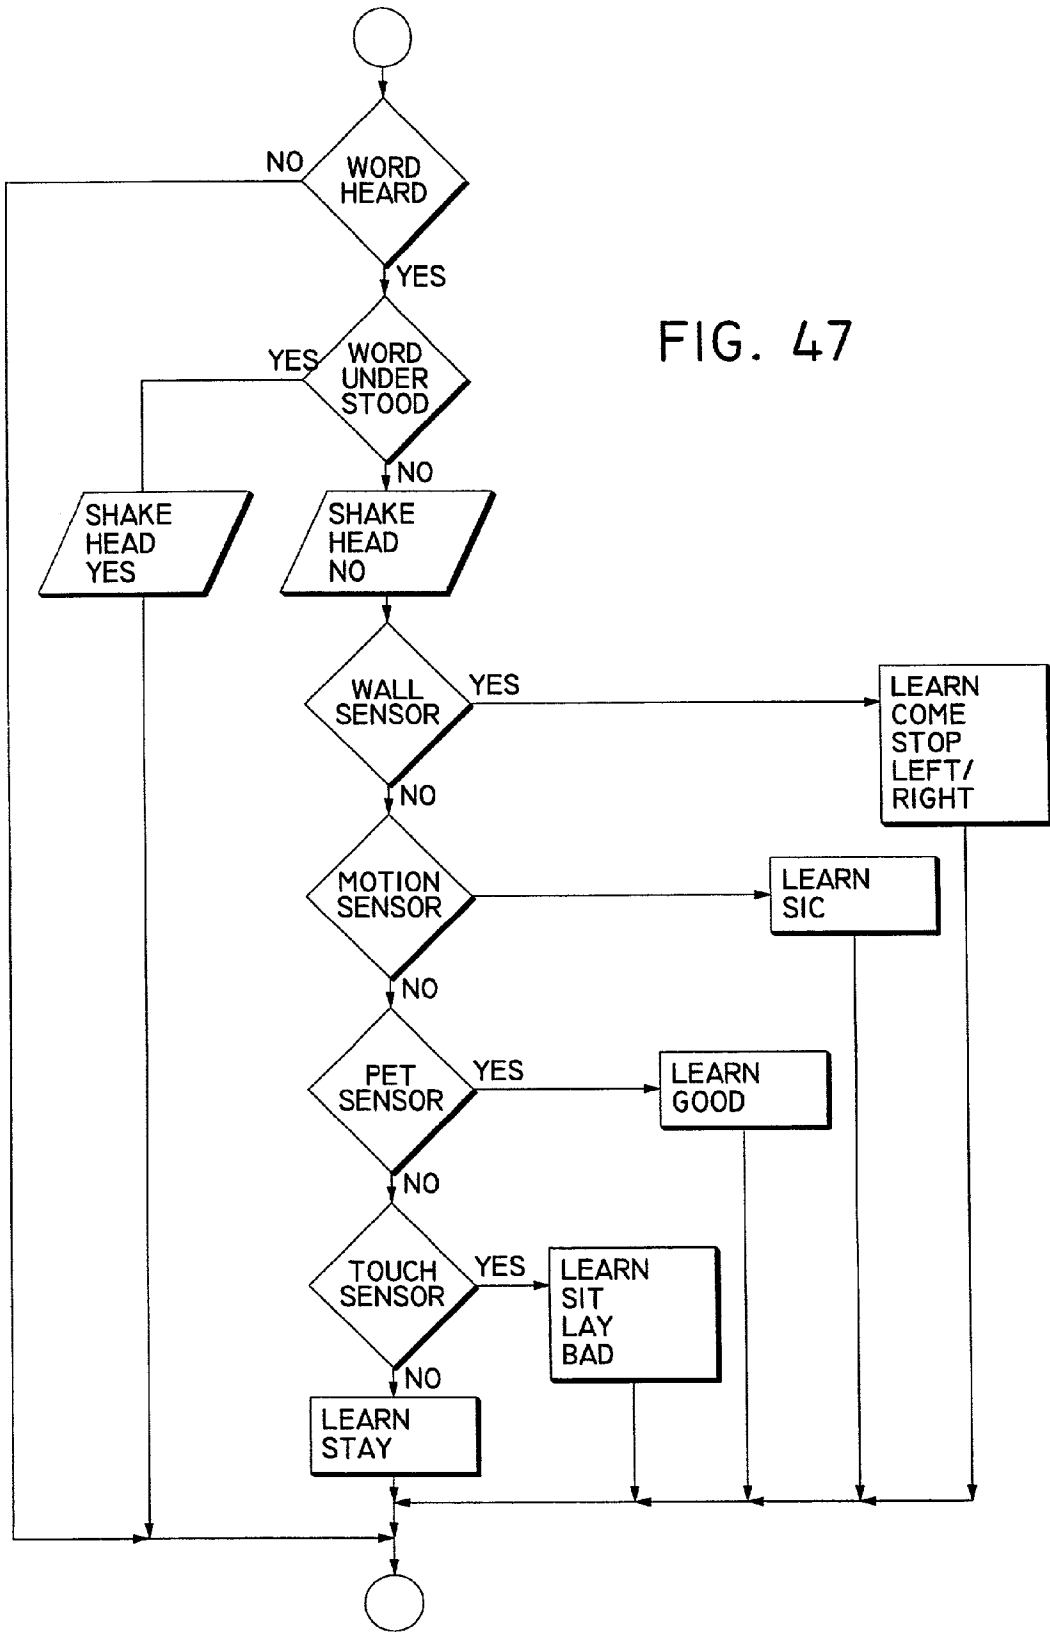 NO
WORD
HEARD
YES
FIG. 47
YES
WORD
UNDER
STOOD
NO
SHAKE
HEAD
YES
SHAKE
HEAD
NO
WALL
SENSOR
YES
LEARN
COME
STOP
LEFT/
RIGHT
NO
MOTION
SENSOR
LEARN
SIC
NO
PET
SENSOR
YES
LEARN
GOOD
NO
TOUCH
SENSOR
YES
LEARN
SIT
LAY
BAD
NO
LEARN
STAY